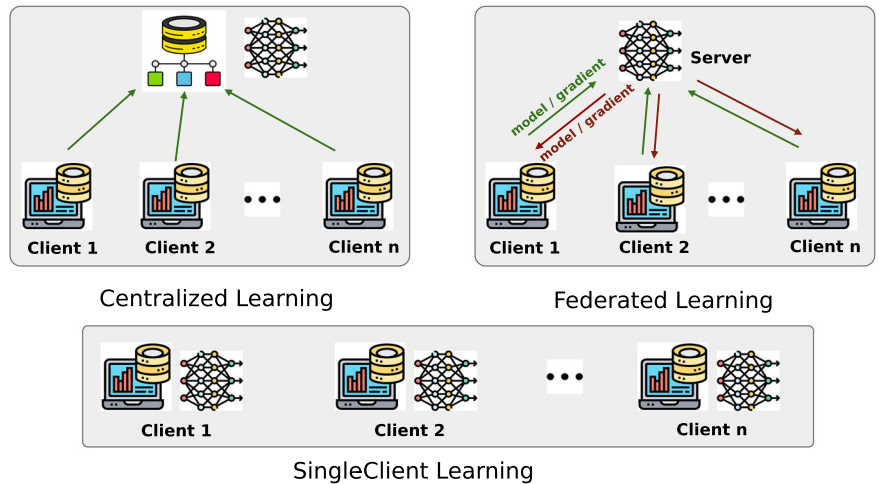 Client 1
Client 2
Client n
Centralized Learning
Server
model / gradient
model / gradient
Client 1
Client 2
Client n
Federated Learning
Client 1
Client 2
Client n
SingleClient Learning